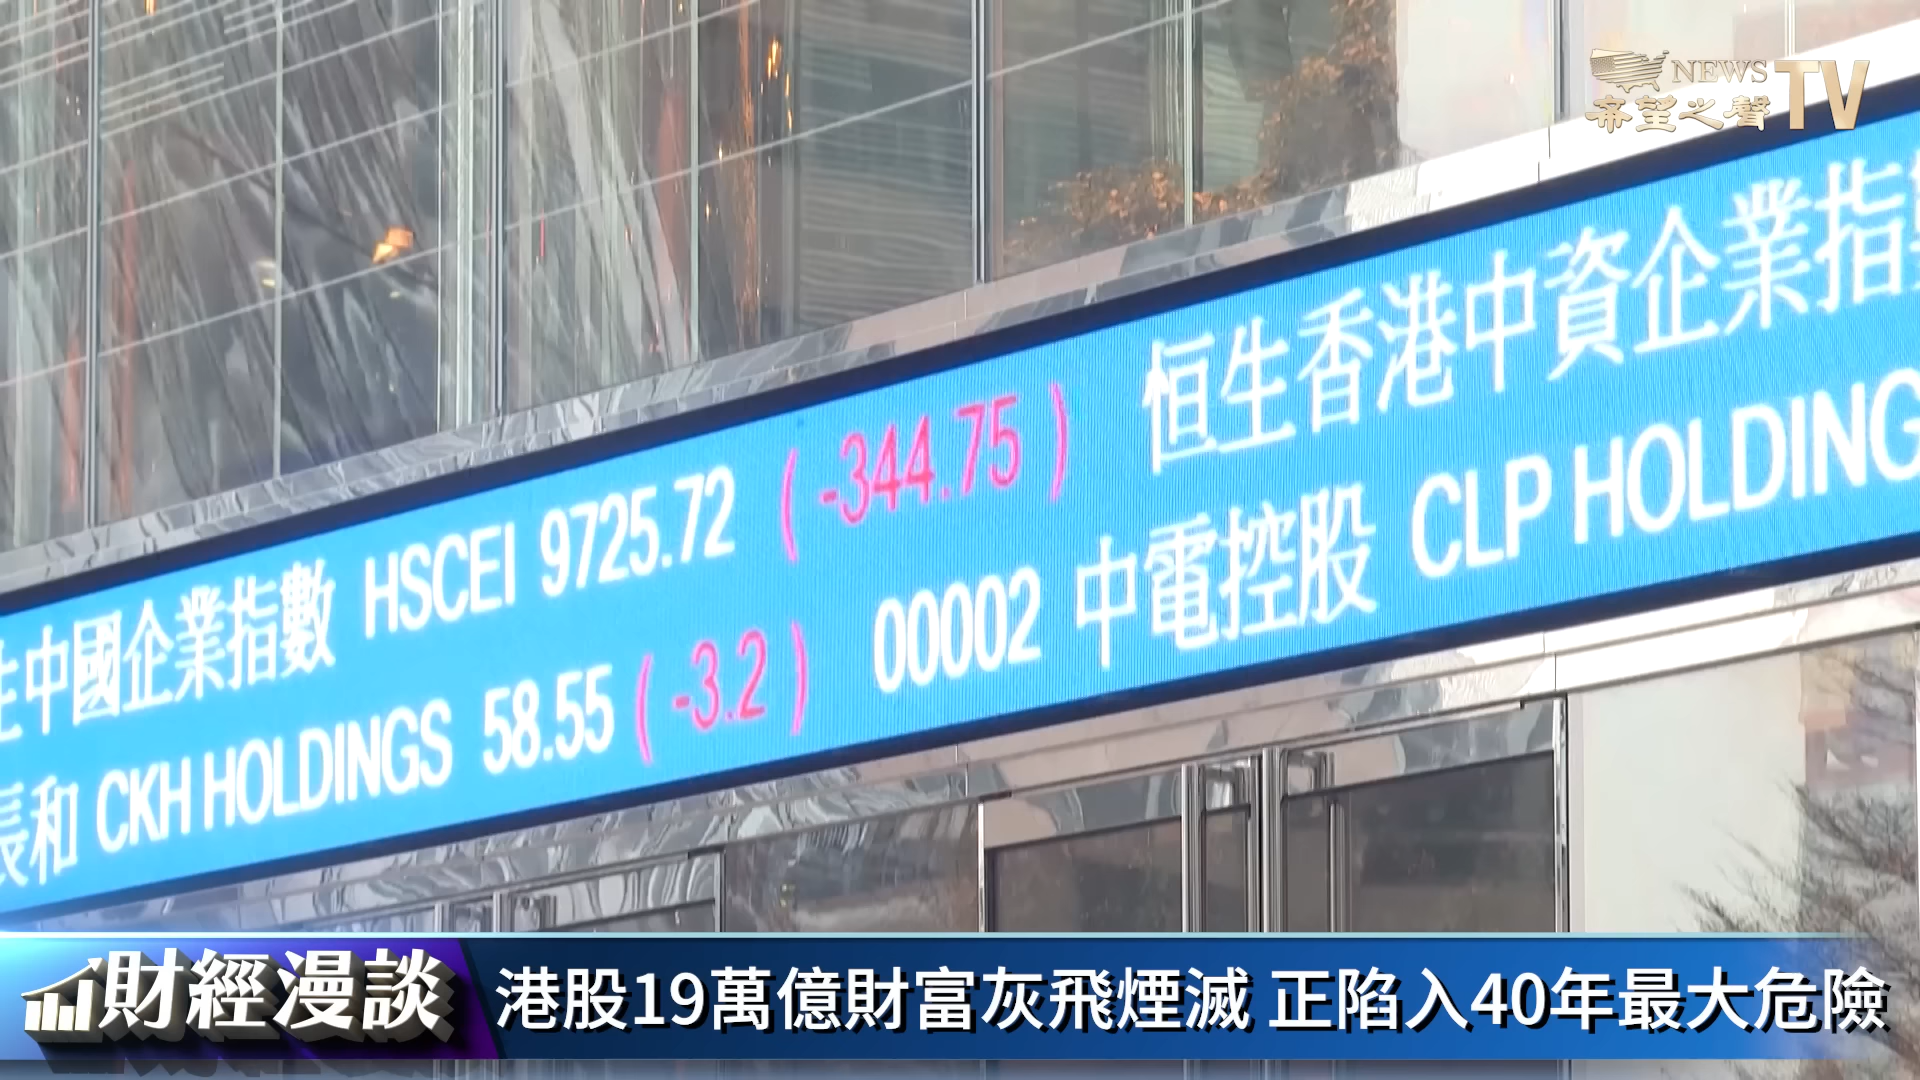 NEWS
希望之聲 TV
生中國企業指數 HSCEI 9725.72 ( -344.75 ) 恒生香港中資企業指數
長和 CKH HOLDINGS 58.55 ( -3.2 ) 00002 中電控股 CLP HOLDING
財經漫談
港股19萬億財富灰飛煙滅 正陷入40年最大危險